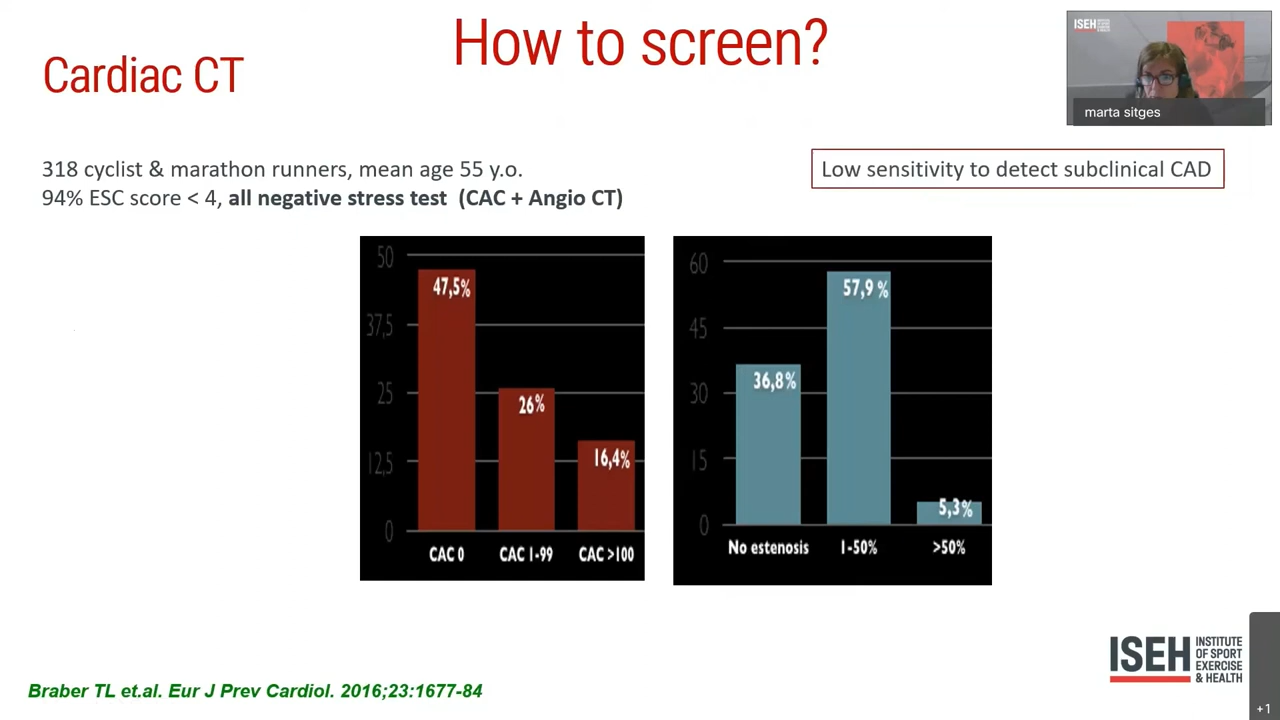 How to screen?
Cardiac CT
ISEH
marta sitges
318 cyclist & marathon runners, mean age 55 y.o.
94% ESC score < 4, all negative stress test (CAC + Angio CT)
Low sensitivity to detect subclinical CAD
50
37,5
25
12,5
0
47,5%
26%
16,4%
CAC 0
CAC 1-99
CAC >100
60
45
30
15
0
36,8%
57,9 %
5,3%
No estenosis
1-50%
>50%
ISEH
INSTITUTE
OF SPORT
EXERCISE
& HEALTH
Braber TL et.al. Eur J Prev Cardiol. 2016;23:1677-84
+1